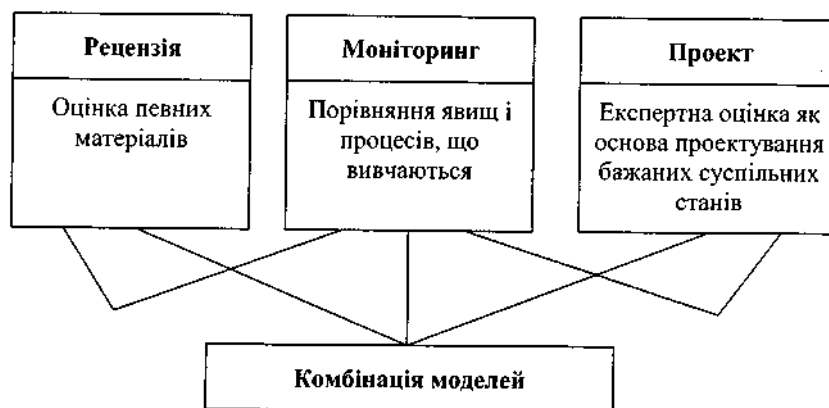 Рецензія
Оцінка певних
матеріалів
Моніторинг
Порівняння явищ і
процесів, що
вивчаються
Проект
Експертна оцінка як
основа проектування
бажаних суспільних
станів
Комбінація моделей